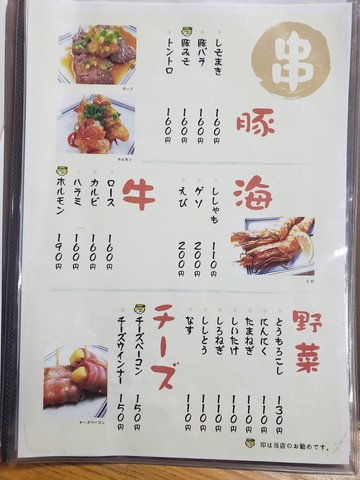 串
豚
しそまき 160円
豚バラ 160円
豚みそ 160円
トントロ 160円
ロース
ホルモン
海
ししゃも 110円
ゲソ 200円
えび 200円
えび
牛
ロース 160円
カルビ 160円
ハラミ 160円
ホルモン 190円
野菜
とうもろこし 130円
にんにく 110円
たまねぎ 110円
しいたけ 110円
しろねぎ 110円
ししとう 110円
なす 110円
チーズ
チーズベーコン 150円
チーズウインナー 150円
チーズベーコン
印は当店のお勧めです。